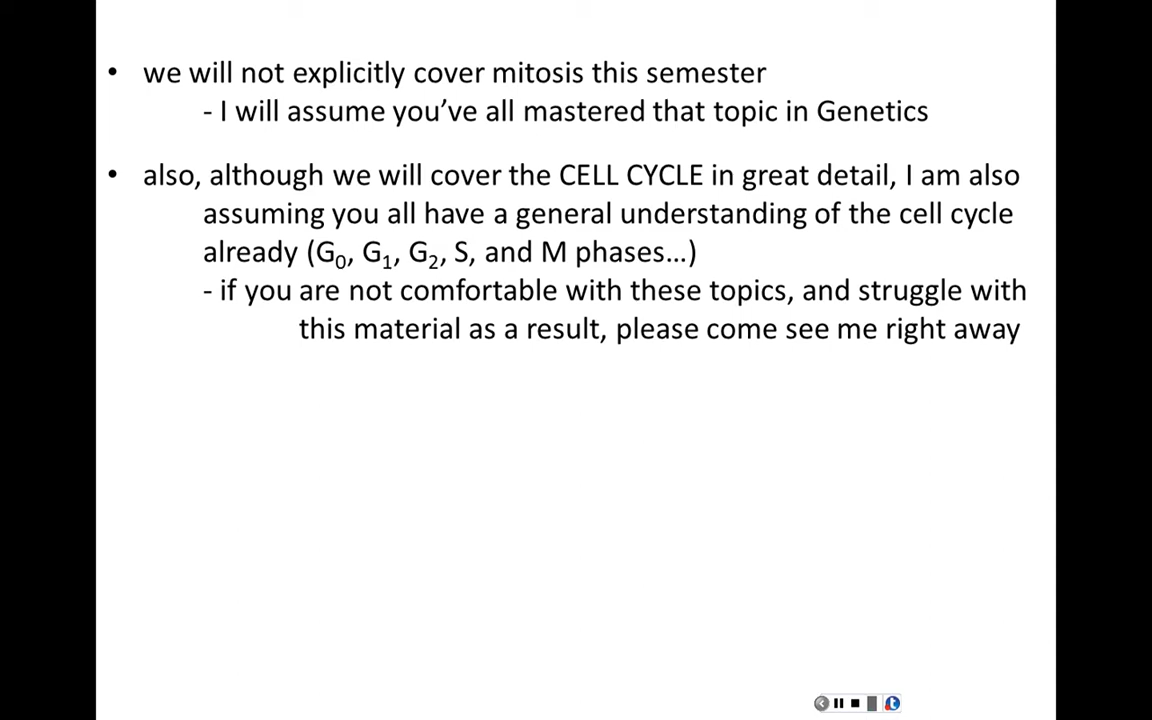 • we will not explicitly cover mitosis this semester
- I will assume you’ve all mastered that topic in Genetics
• also, although we will cover the CELL CYCLE in great detail, I am also
assuming you all have a general understanding of the cell cycle
already (G₀, G₁, G₂, S, and M phases…)
- if you are not comfortable with these topics, and struggle with
this material as a result, please come see me right away